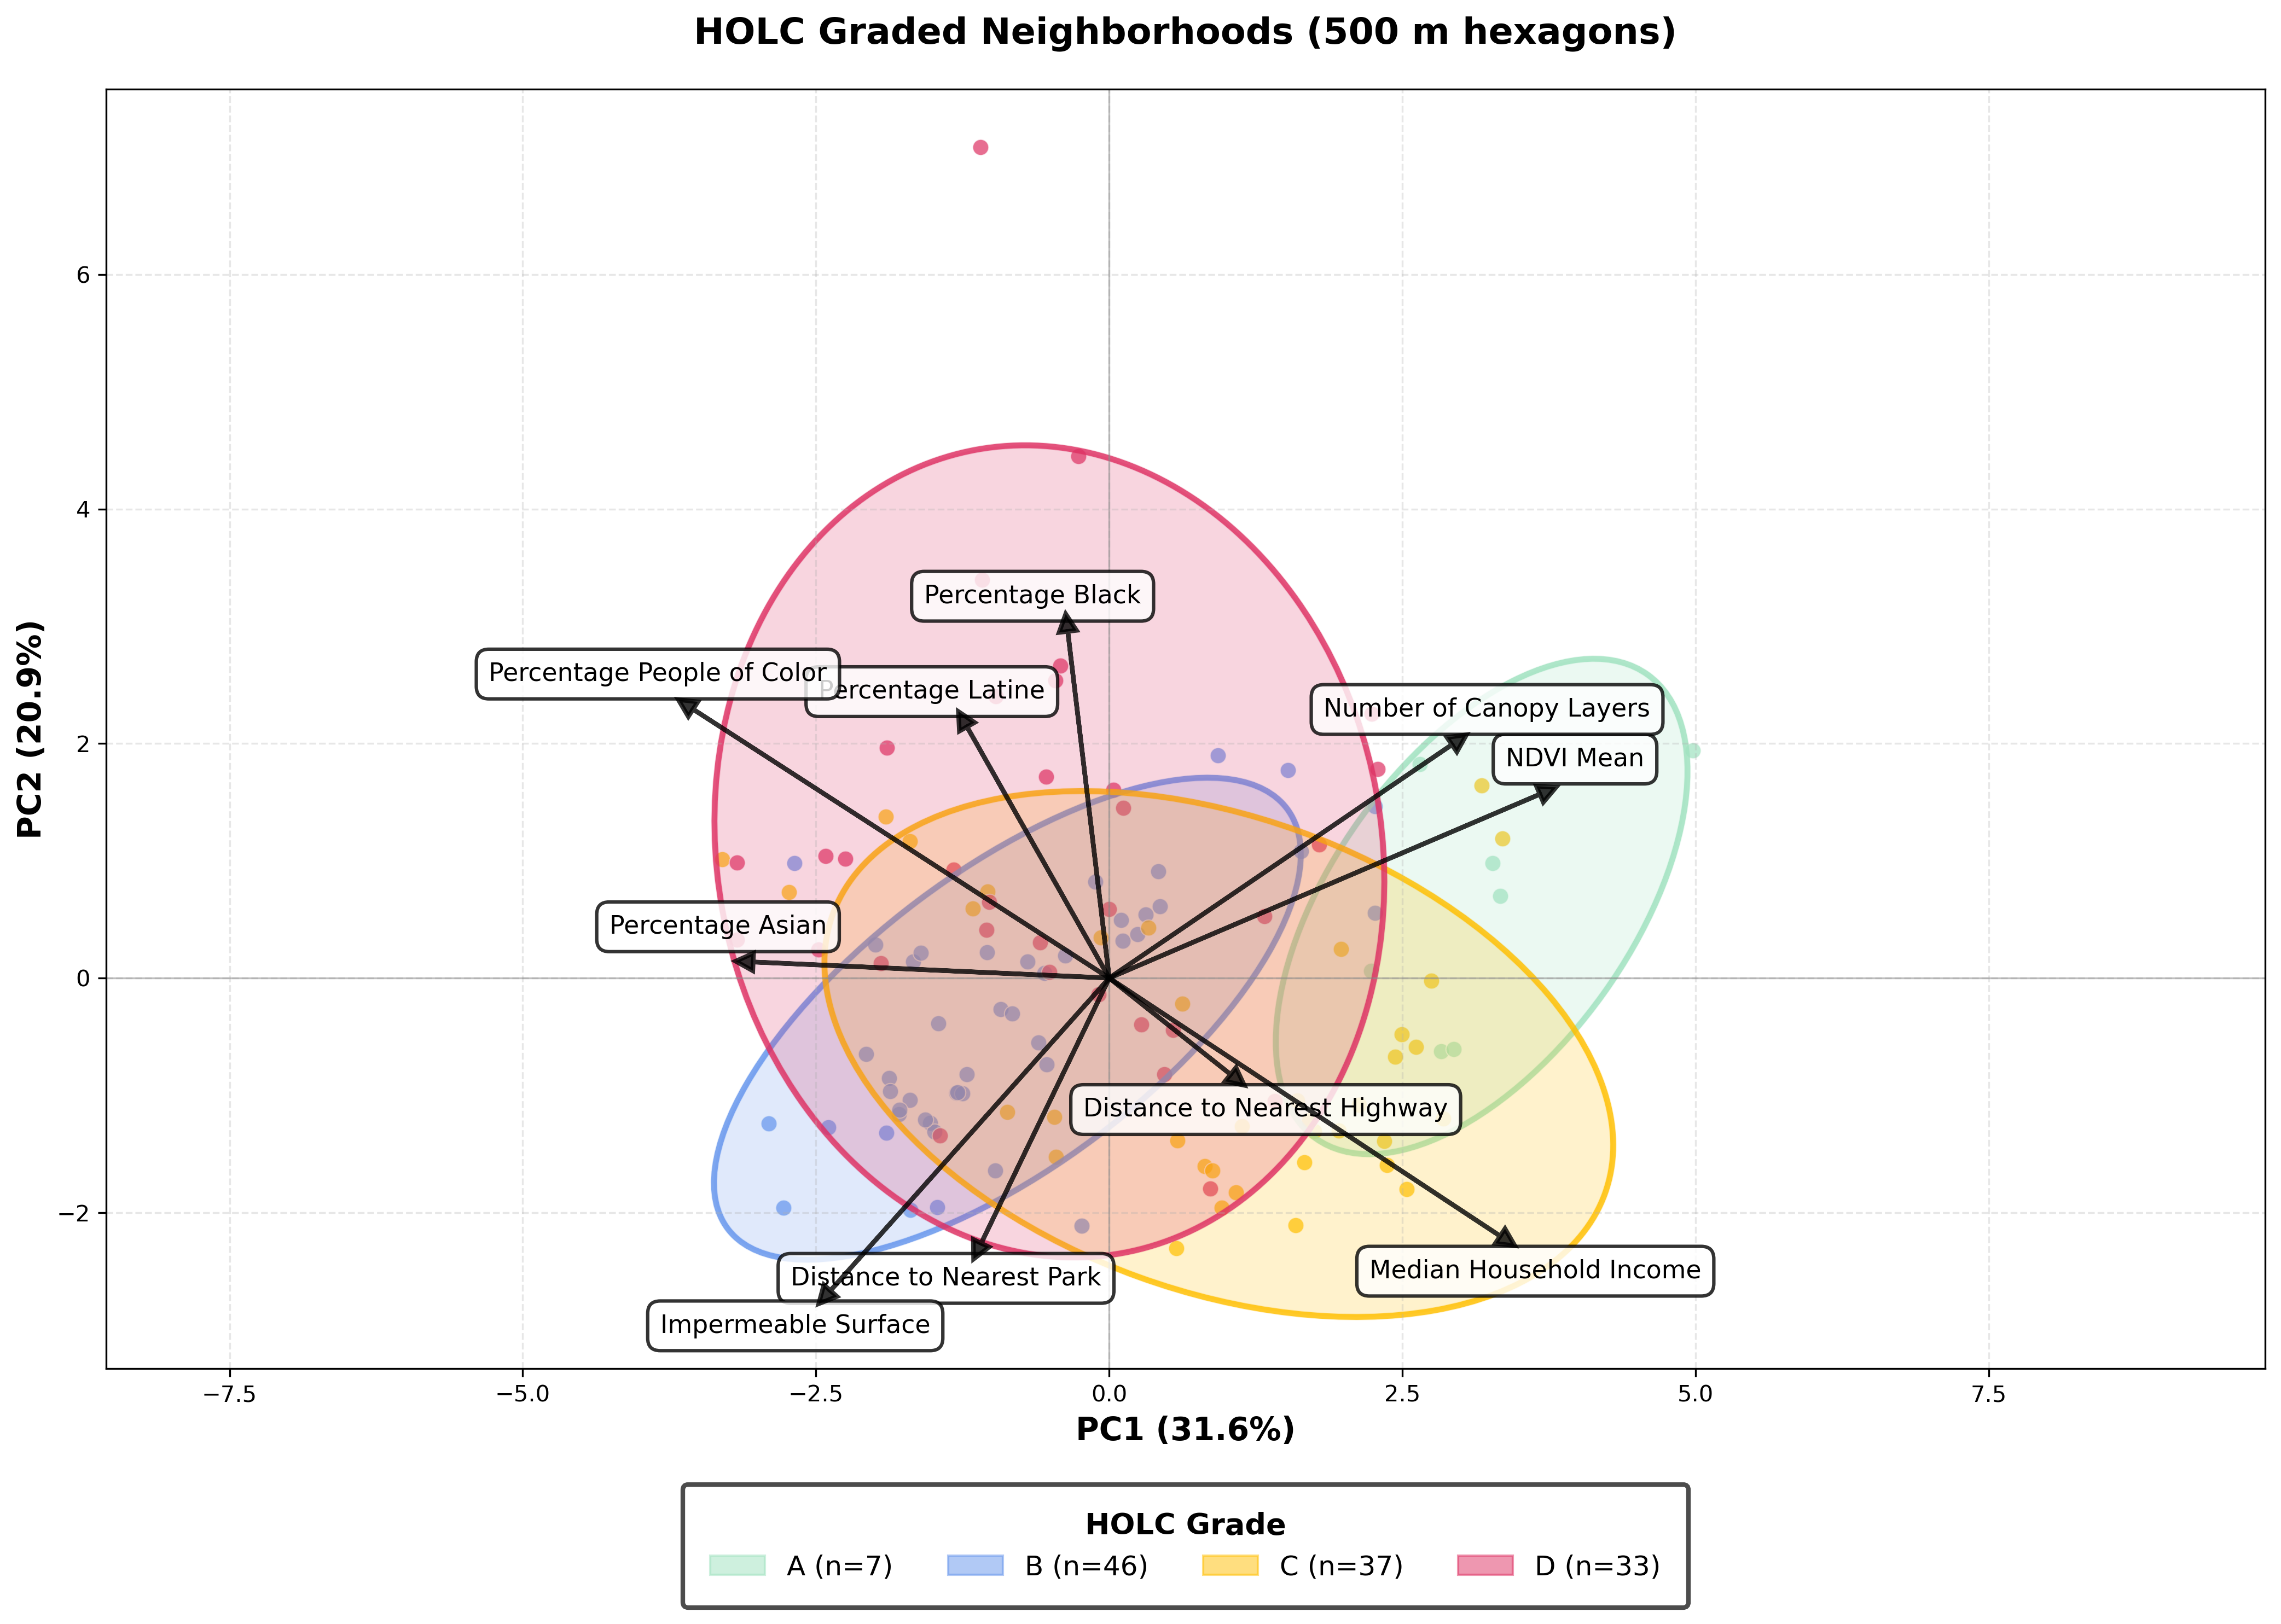 HOLC Graded Neighborhoods (500 m hexagons)
PC2 (20.9%)
6
4
2
0
−2
Percentage Black
Percentage People of Color
Percentage Latine
Number of Canopy Layers
NDVI Mean
Percentage Asian
Distance to Nearest Highway
Median Household Income
Distance to Nearest Park
Impermeable Surface
−7.5 −5.0 −2.5 0.0 2.5 5.0 7.5
PC1 (31.6%)
HOLC Grade
A (n=7) B (n=46) C (n=37) D (n=33)